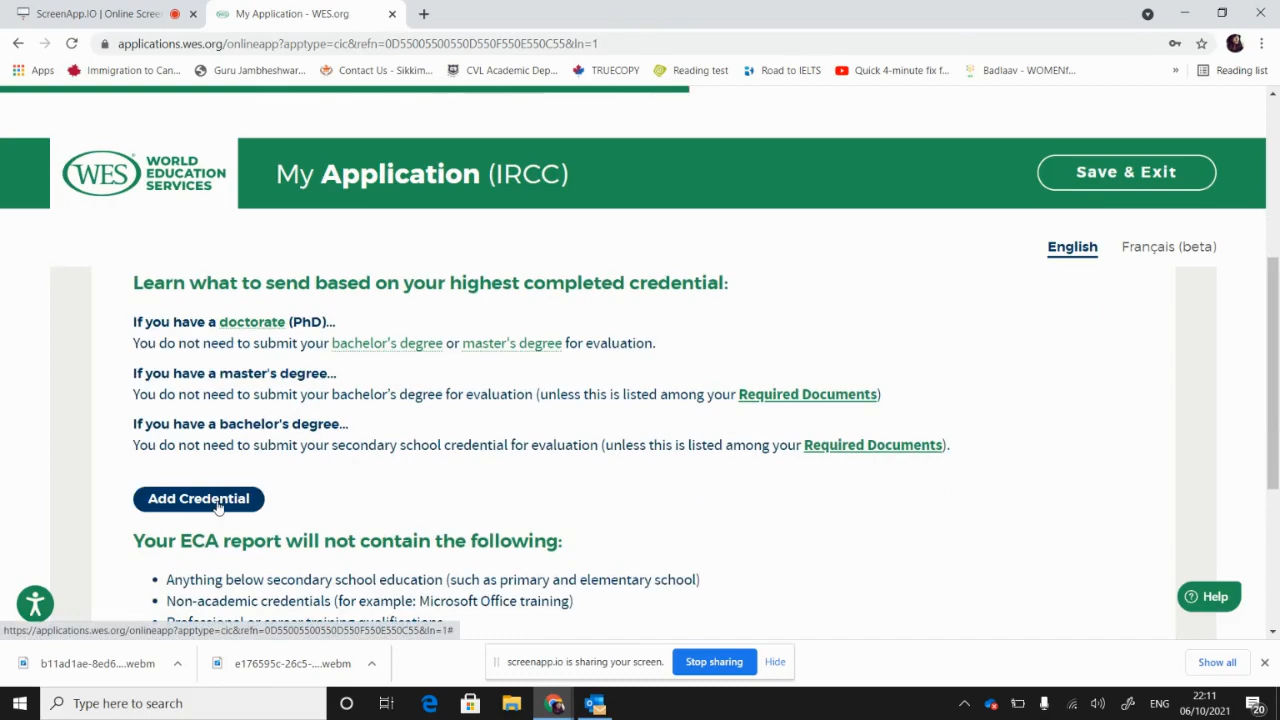 ScreenApp.IO | Online Scree
My Application - WES.org
applications.wes.org/onlineapp?apptype=cic&refn=0D55005500550D550F550E550C55&ln=1
Apps
Immigration to Can...
Guru Jambheshwar...
Contact Us - Sikkim...
CVL Academic Dep...
TRUECOPY
Reading test
Road to IELTS
Quick 4-minute fix f...
Badlaav - WOMENf...
»
Reading list
WES
WORLD
EDUCATION
SERVICES
My Application (IRCC)
Save & Exit
English
Français (beta)
Learn what to send based on your highest completed credential:
If you have a doctorate (PhD)...
You do not need to submit your bachelor's degree or master's degree for evaluation.
If you have a master's degree...
You do not need to submit your bachelor's degree for evaluation (unless this is listed among your Required Documents)
If you have a bachelor's degree...
You do not need to submit your secondary school credential for evaluation (unless this is listed among your Required Documents).
Add Credential
Your ECA report will not contain the following:
• Anything below secondary school education (such as primary and elementary school)
• Non-academic credentials (for example: Microsoft Office training)
• Professional or career training qualifications
Help
https://applications.wes.org/onlineapp?apptype=cic&refn=0D55005500550D550F550E550C55&ln=1#
b11ad1ae-8ed6....webm
e176595c-26c5-....webm
screenapp.io is sharing your screen.
Stop sharing
Hide
Show all
Type here to search
ENG
22:11
06/10/2021
20